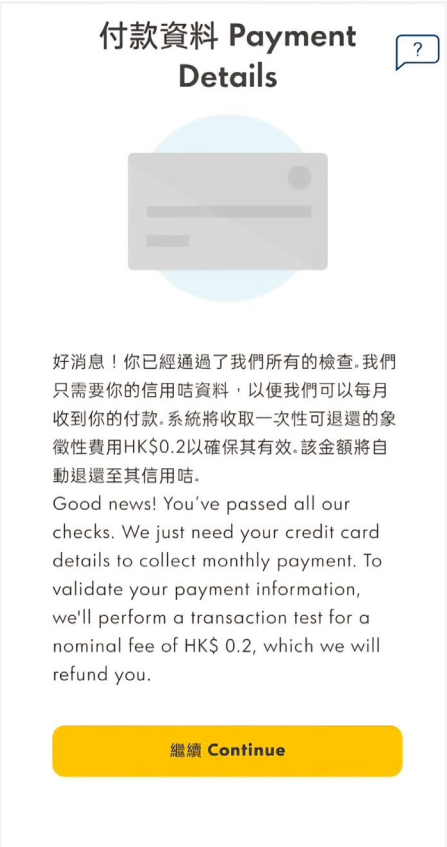 付款資料 Payment
Details
?
好消息！你已經通過了我們所有的檢查。我們
只需要你的信用咭資料，以便我們可以每月
收到你的付款。系統將收取一次性可退還的象
徵性費用HK$0.2以確保其有效。該金額將自
動退還至其信用咭。
Good news! You’ve passed all our
checks. We just need your credit card
details to collect monthly payment. To
validate your payment information,
we'll perform a transaction test for a
nominal fee of HK$ 0.2, which we will
refund you.
繼續 Continue